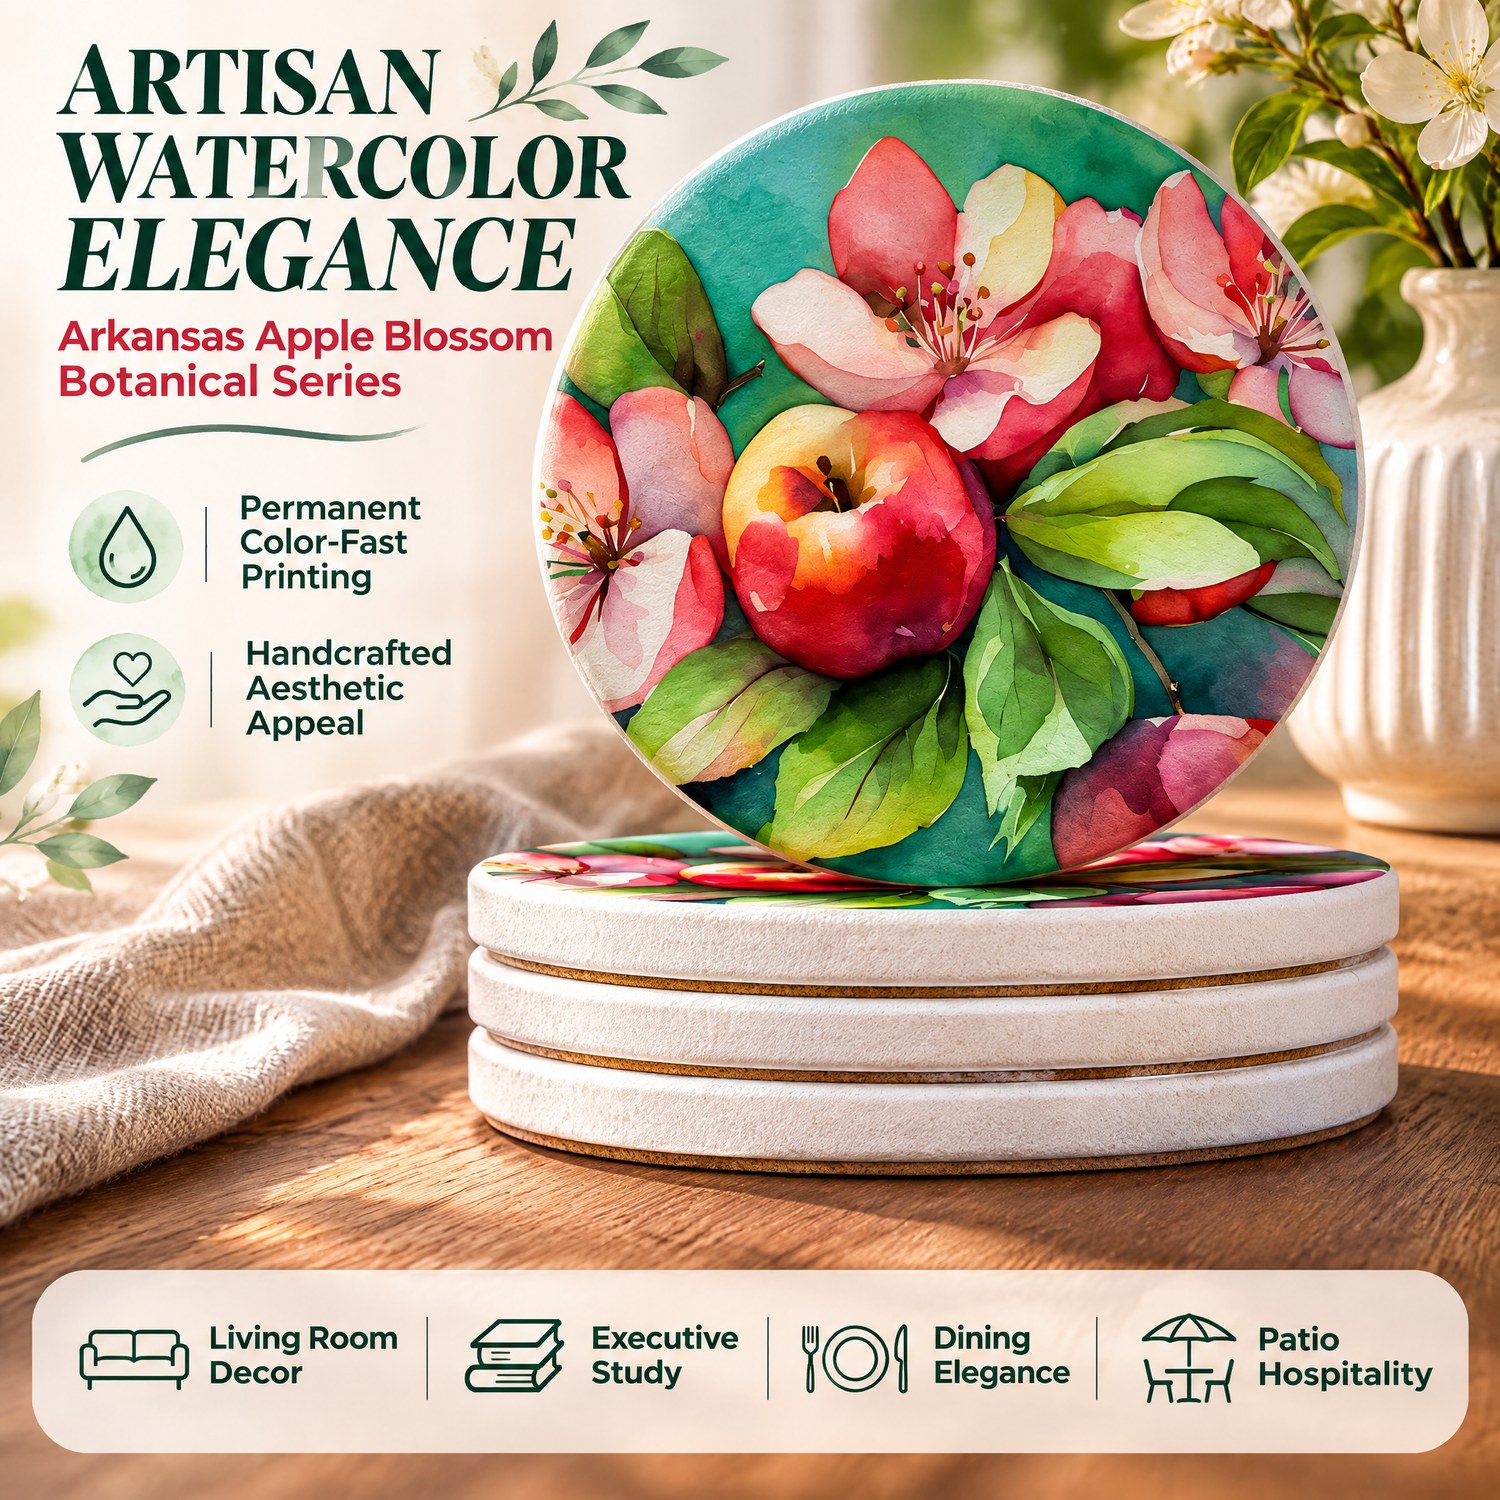 ARTISAN
WATERCOLOR
ELEGANCE
Arkansas Apple Blossom
Botanical Series
Permanent
Color-Fast
Printing
Handcrafted
Aesthetic
Appeal
Living Room
Decor
Executive
Study
Dining
Elegance
Patio
Hospitality